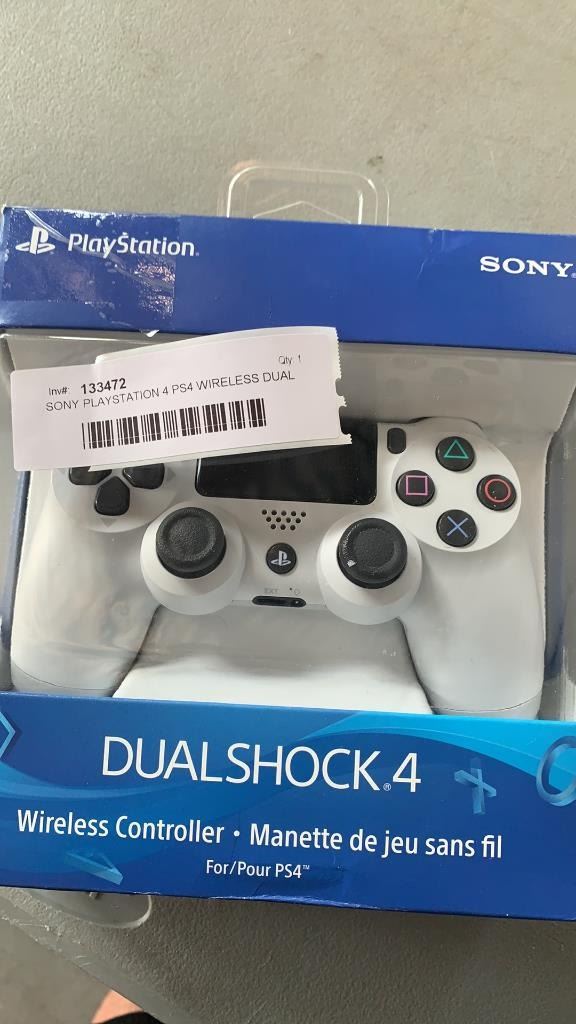 PlayStation®
SONY®
Inv#: 133472
Qty: 1
SONY PLAYSTATION 4 PS4 WIRELESS DUAL
EXT
DUALSHOCK®4
Wireless Controller • Manette de jeu sans fil
For/Pour PS4™